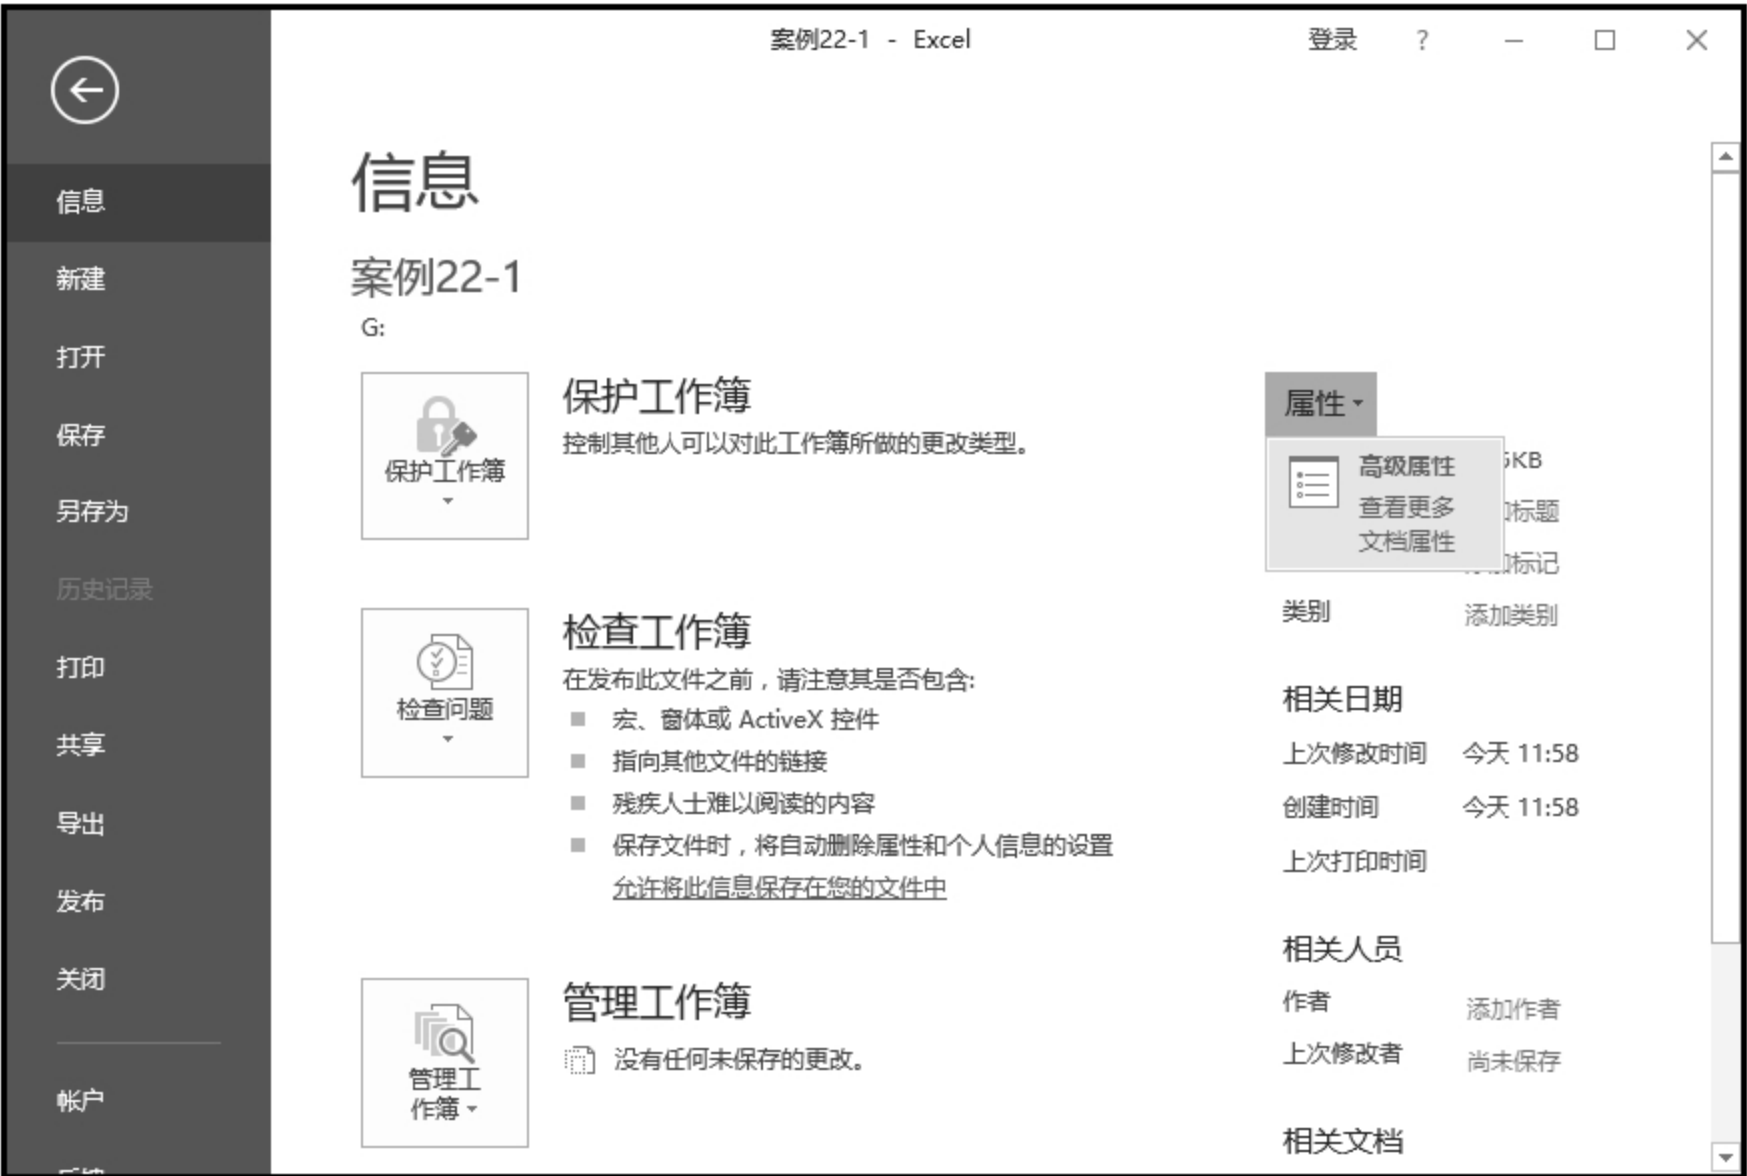 案例22-1 - Excel
登录
?
信息
新建
打开
保存
另存为
历史记录
打印
共享
导出
发布
关闭
帐户
信息
案例22-1
G:
保护工作簿
保护工作簿
控制其他人可以对此工作簿所做的更改类型。
检查问题
检查工作簿
在发布此文件之前，请注意其是否包含:
宏、窗体或 ActiveX 控件
指向其他文件的链接
残疾人士难以阅读的内容
保存文件时，将自动删除属性和个人信息的设置
允许将此信息保存在您的文件中
管理工
作簿
管理工作簿
没有任何未保存的更改。
属性
高级属性
查看更多
文档属性
KB
标题
标记
类别 添加类别
相关日期
上次修改时间 今天 11:58
创建时间 今天 11:58
上次打印时间
相关人员
作者 添加作者
上次修改者 尚未保存
相关文档